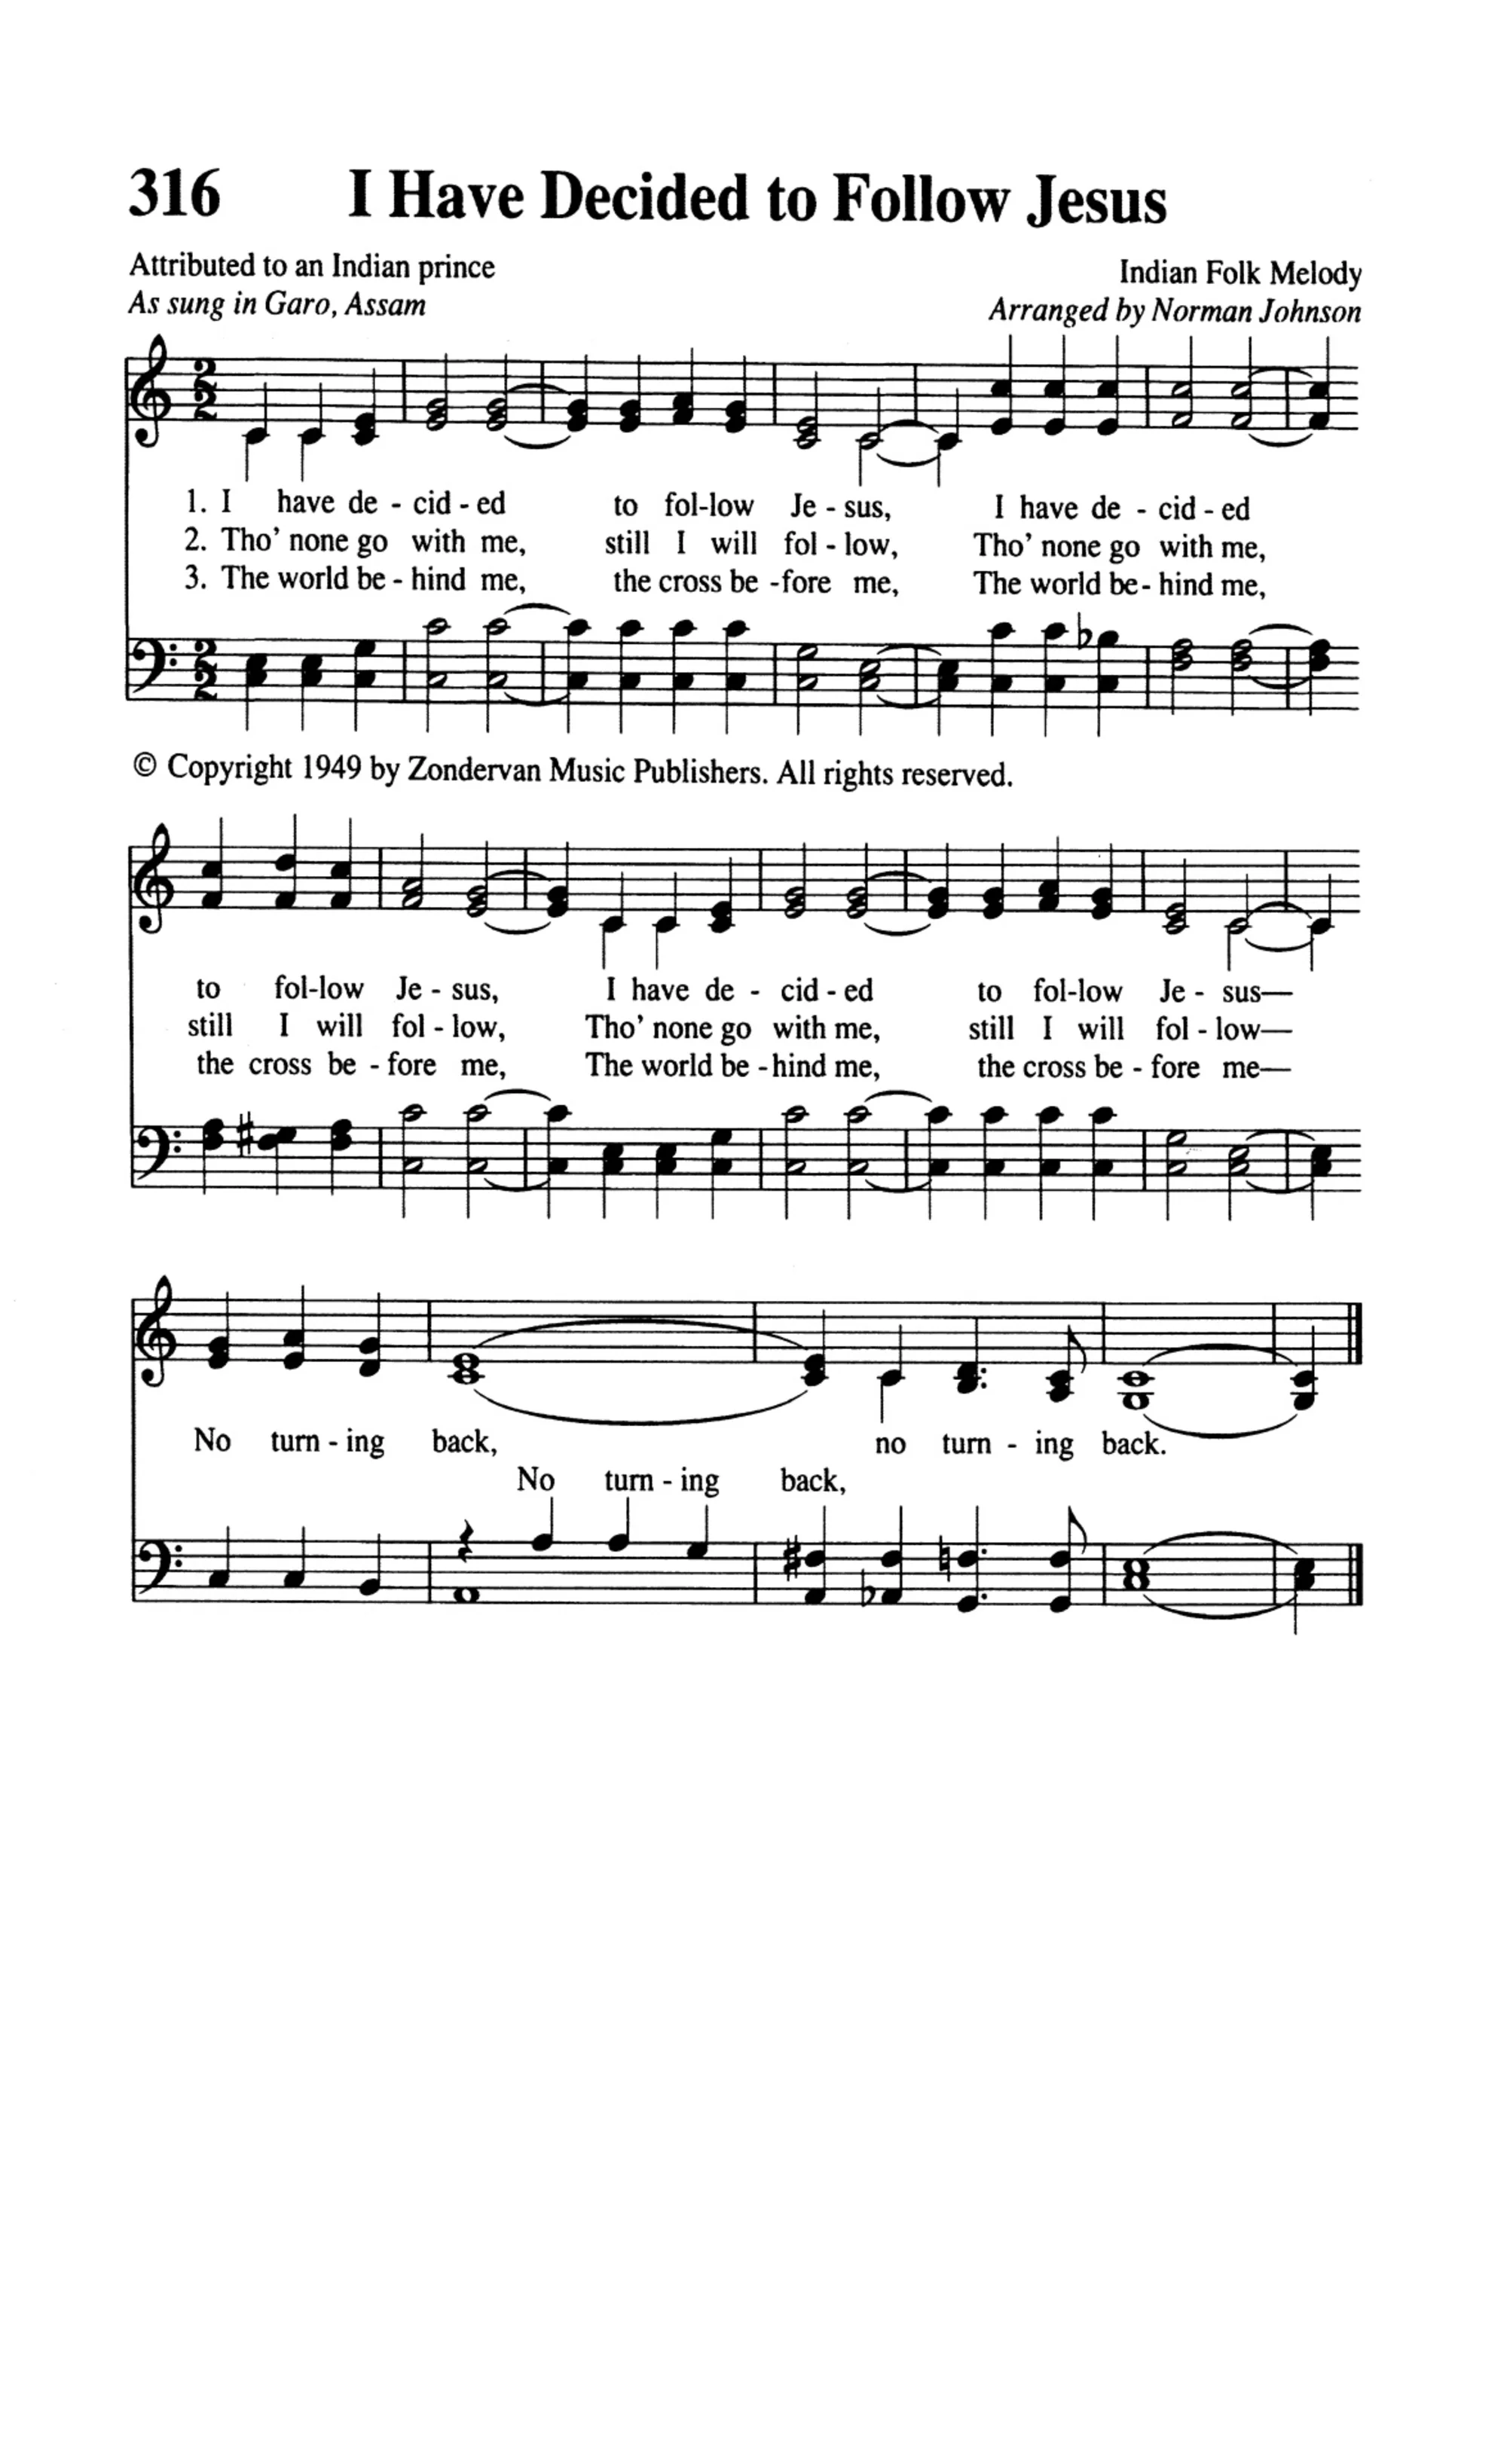 316 I Have Decided to Follow Jesus
Attributed to an Indian prince
As sung in Garo, Assam
Indian Folk Melody
Arranged by Norman Johnson
1. I have de - cid - ed to fol-low Je - sus, I have de - cid - ed
2. Tho' none go with me, still I will fol - low, Tho' none go with me,
3. The world be - hind me, the cross be -fore me, The world be- hind me,
© Copyright 1949 by Zondervan Music Publishers. All rights reserved.
to fol-low Je - sus, I have de - cid - ed to fol-low Je - sus—
still I will fol - low, Tho' none go with me, still I will fol - low—
the cross be - fore me, The world be -hind me, the cross be - fore me—
No turn - ing back, no turn - ing back.
No turn - ing back,